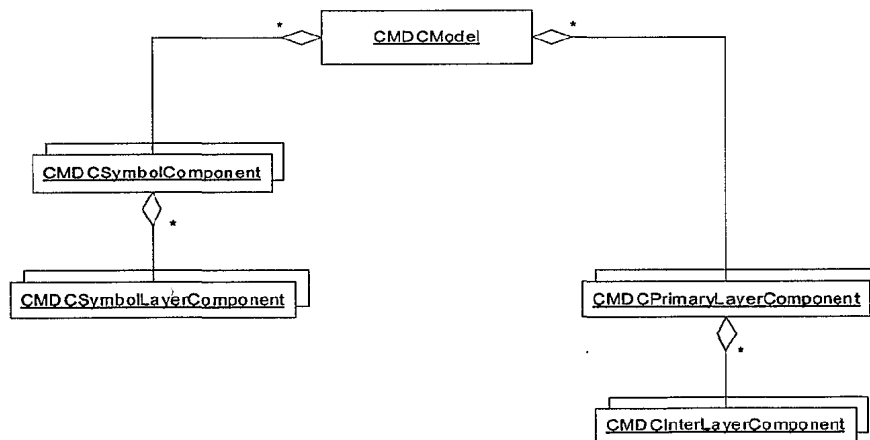 * CMDCModel *
CMDCSymbolComponent
*
CMDCSymbolLayerComponent
CMDCPrimaryLayerComponent
*
CMDCInterLayerComponent